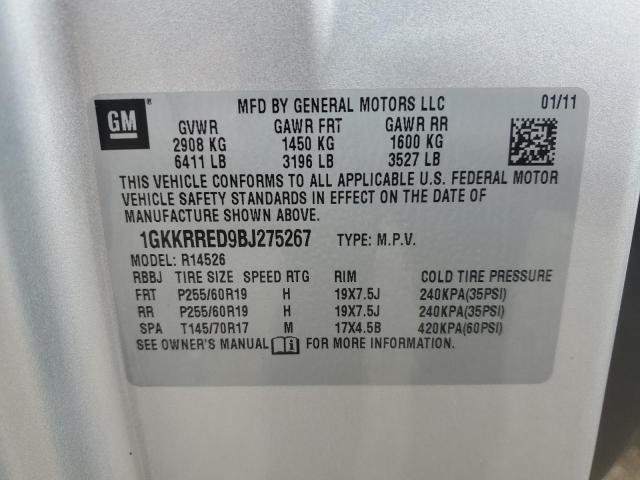 GM ® MFD BY GENERAL MOTORS LLC 01/11
GVWR GAWR FRT GAWR RR
2908 KG 1450 KG 1600 KG
6411 LB 3196 LB 3527 LB
THIS VEHICLE CONFORMS TO ALL APPLICABLE U.S. FEDERAL MOTOR
VEHICLE SAFETY STANDARDS IN EFFECT ON THE DATE OF
MANUFACTURE SHOWN ABOVE.
1GKKRRED9BJ275267 TYPE: M.P.V.
MODEL: R14526
RBBJ TIRE SIZE SPEED RTG RIM COLD TIRE PRESSURE
FRT P255/60R19 H 19X7.5J 240KPA(35PSI)
RR P255/60R19 H 19X7.5J 240KPA(35PSI)
SPA T145/70R17 M 17X4.5B 420KPA(60PSI)
SEE OWNER'S MANUAL i FOR MORE INFORMATION.